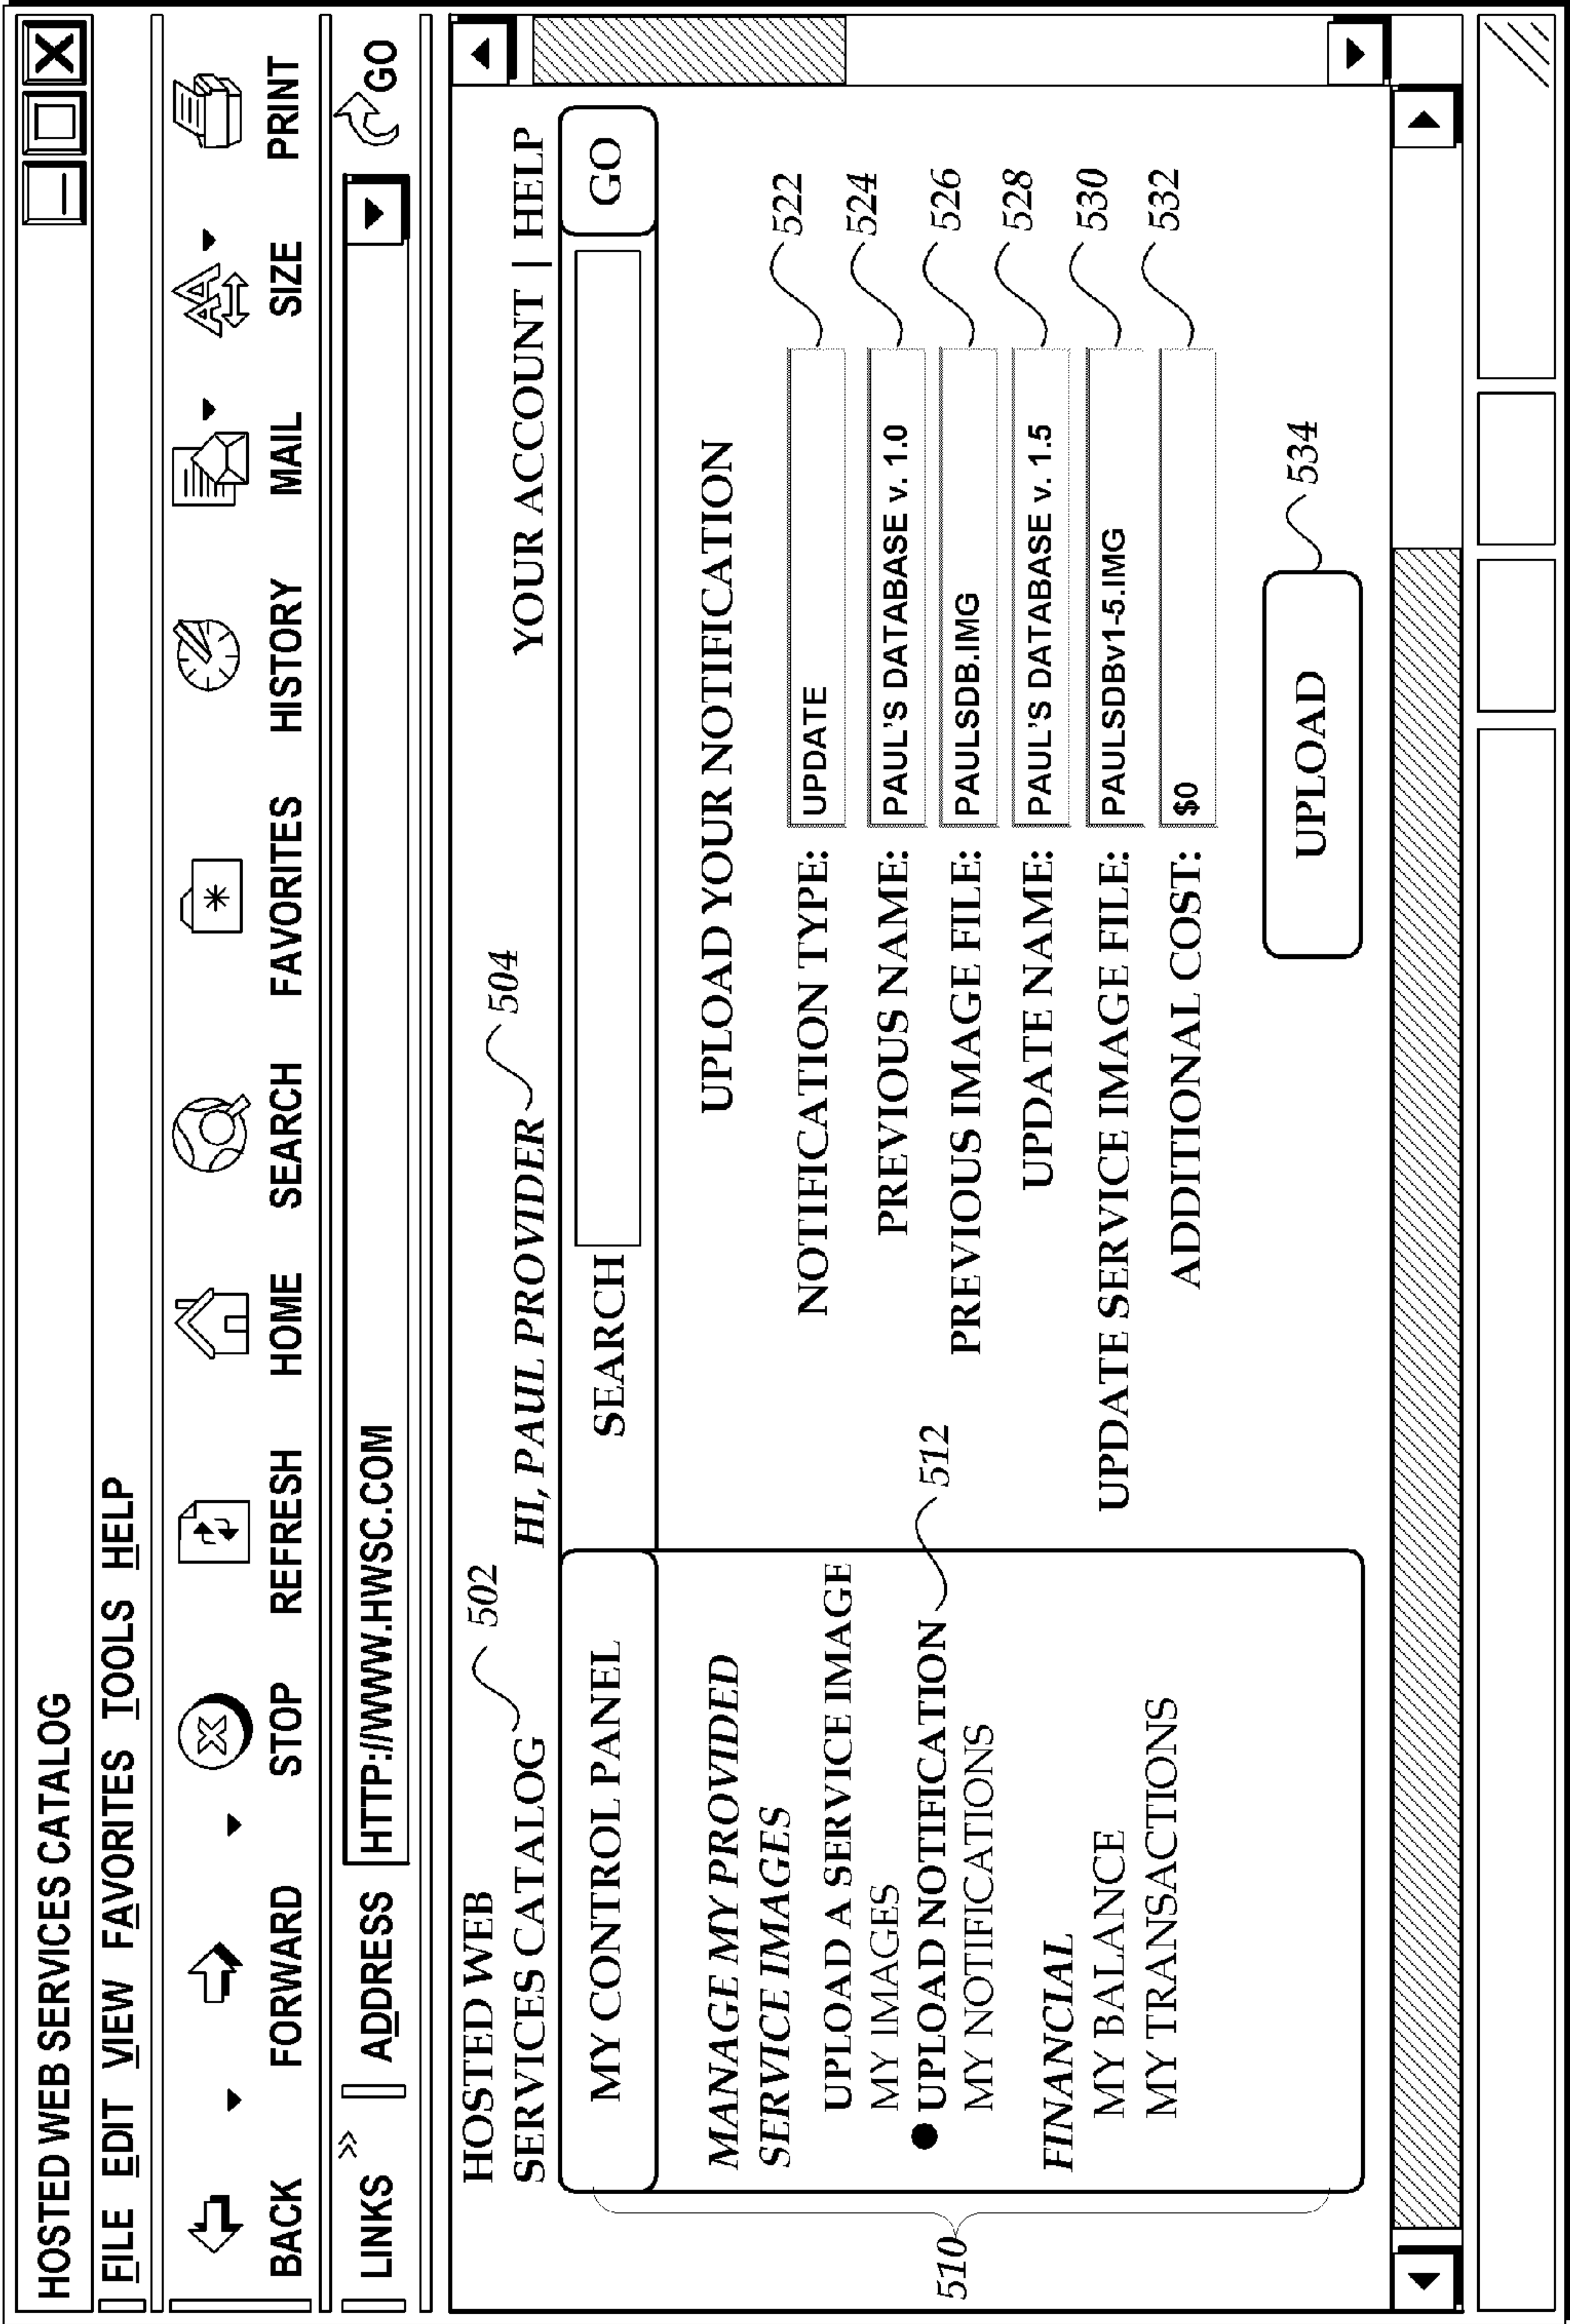 HOSTED WEB SERVICES CATALOG
FILE EDIT VIEW FAVORITES TOOLS HELP
BACK FORWARD STOP REFRESH HOME SEARCH FAVORITES HISTORY MAIL SIZE PRINT
LINKS » ADDRESS HTTP://WWW.HWSC.COM GO
HOSTED WEB
SERVICES CATALOG 502
HI, PAUL PROVIDER 504
YOUR ACCOUNT | HELP
MY CONTROL PANEL
SEARCH GO
510
MANAGE MY PROVIDED
SERVICE IMAGES
UPLOAD A SERVICE IMAGE
MY IMAGES
UPLOAD NOTIFICATION 512
MY NOTIFICATIONS
FINANCIAL
MY BALANCE
MY TRANSACTIONS
UPLOAD YOUR NOTIFICATION
NOTIFICATION TYPE: UPDATE 522
PREVIOUS NAME: PAUL'S DATABASE v. 1.0 524
PREVIOUS IMAGE FILE: PAULSDB.IMG 526
UPDATE NAME: PAUL'S DATABASE v. 1.5 528
UPDATE SERVICE IMAGE FILE: PAULSDBv1-5.IMG 530
ADDITIONAL COST: $0 532
UPLOAD 534